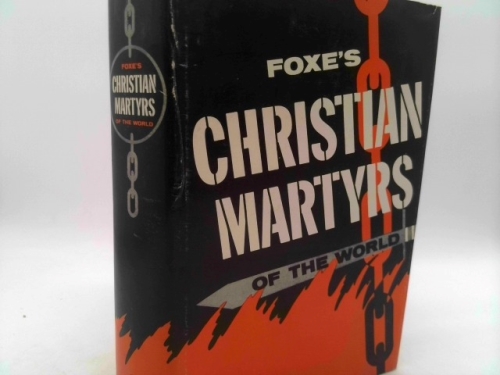 FOXE'S
CHRISTIAN
MARTYRS
OF THE WORLD
FOXE'S
CHRISTIAN
MARTYRS
OF THE WORLD